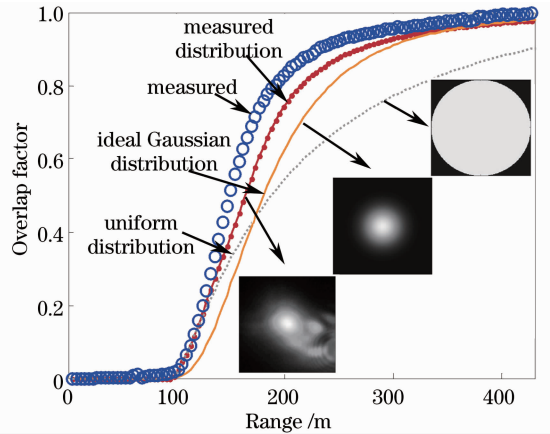 1.0
0.8
0.6
0.4
0.2
0
Overlap factor
measured
distribution
measured
ideal Gaussian
distribution
uniform
distribution
0
100
200
300
400
Range /m